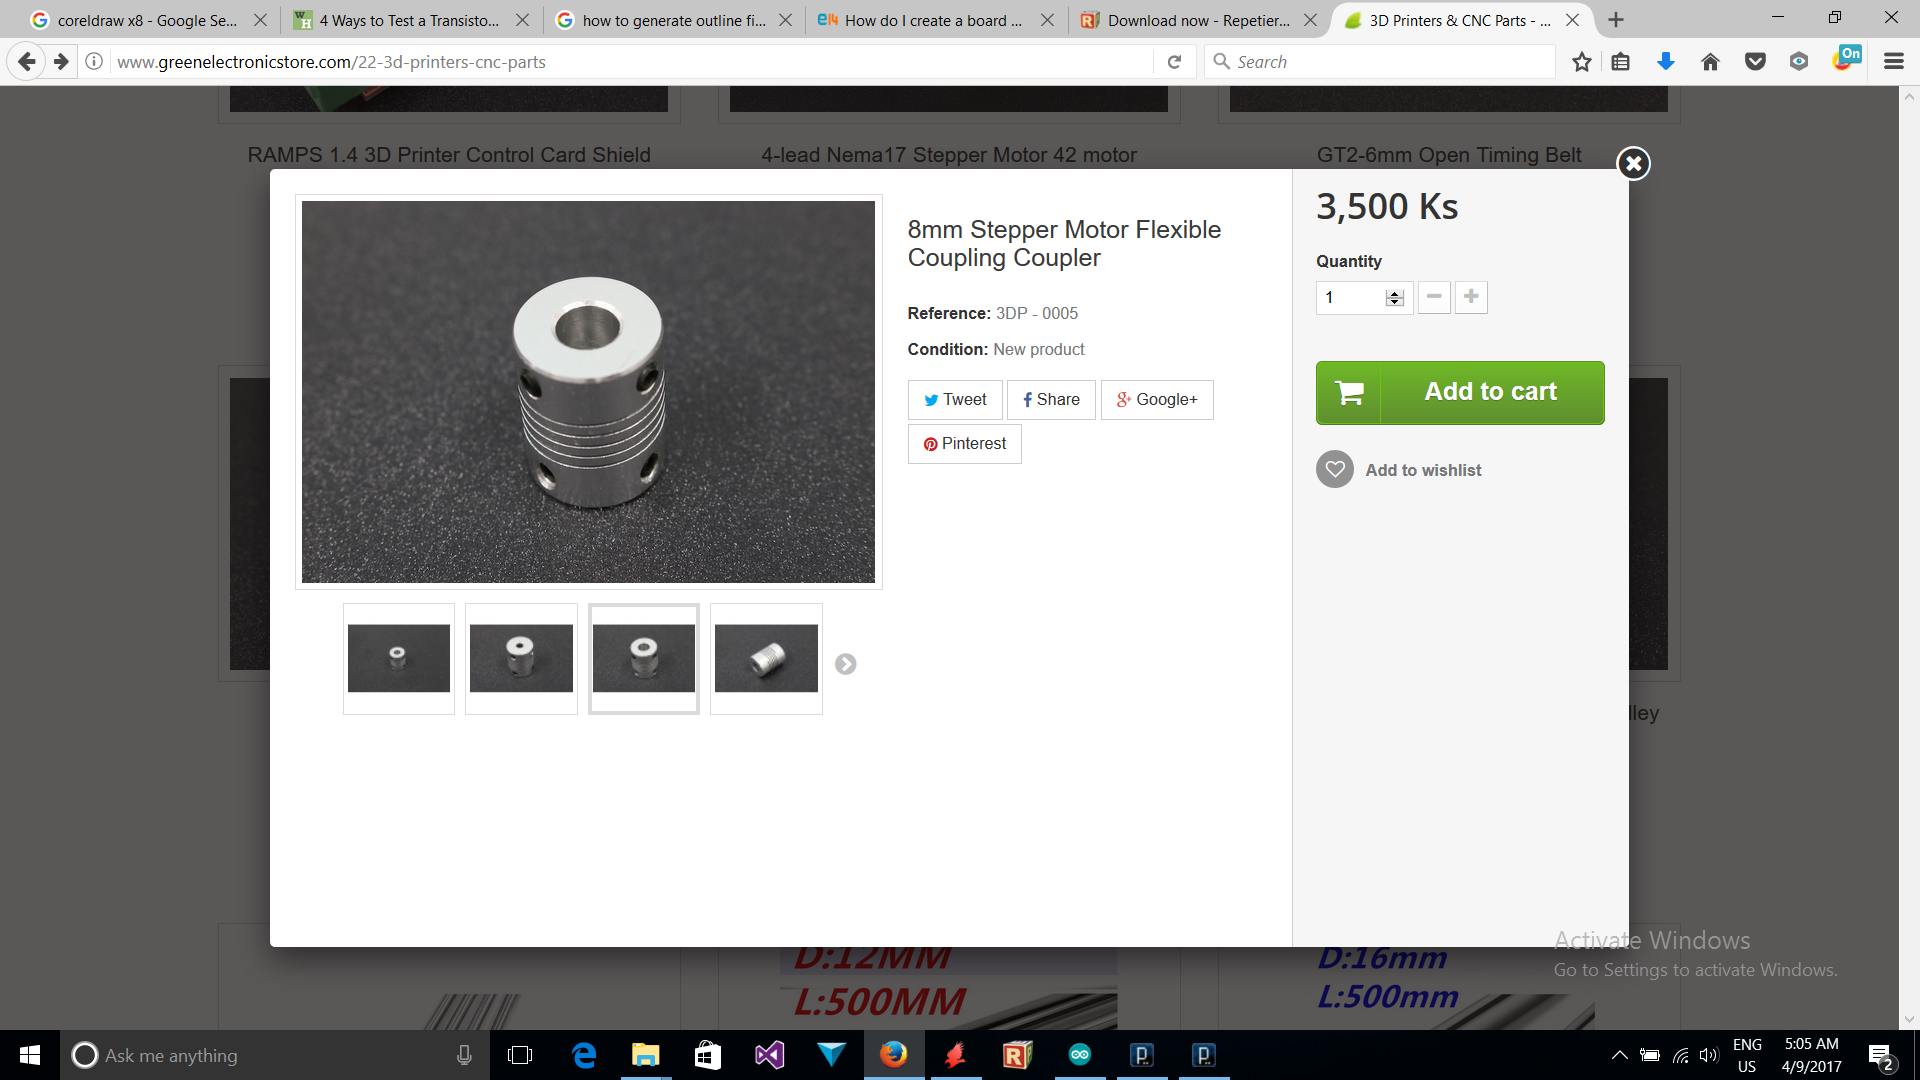 coreldraw x8 - Google Se...
4 Ways to Test a Transisto...
how to generate outline fi...
How do I create a board ...
Download now - Repetier...
3D Printers & CNC Parts - ...
www.greenelectronicstore.com/22-3d-printers-cnc-parts
Search
On
RAMPS 1.4 3D Printer Control Card Shield
4-lead Nema17 Stepper Motor 42 motor
GT2-6mm Open Timing Belt
8mm Stepper Motor Flexible
Coupling Coupler
Reference: 3DP - 0005
Condition: New product
Tweet
Share
Google+
Pinterest
3,500 Ks
Quantity
1
Add to cart
Add to wishlist
lley
D:12MM
L:500MM
D:16mm
L:500mm
Activate Windows
Go to Settings to activate Windows.
Ask me anything
ENG
US
5:05 AM
4/9/2017
2